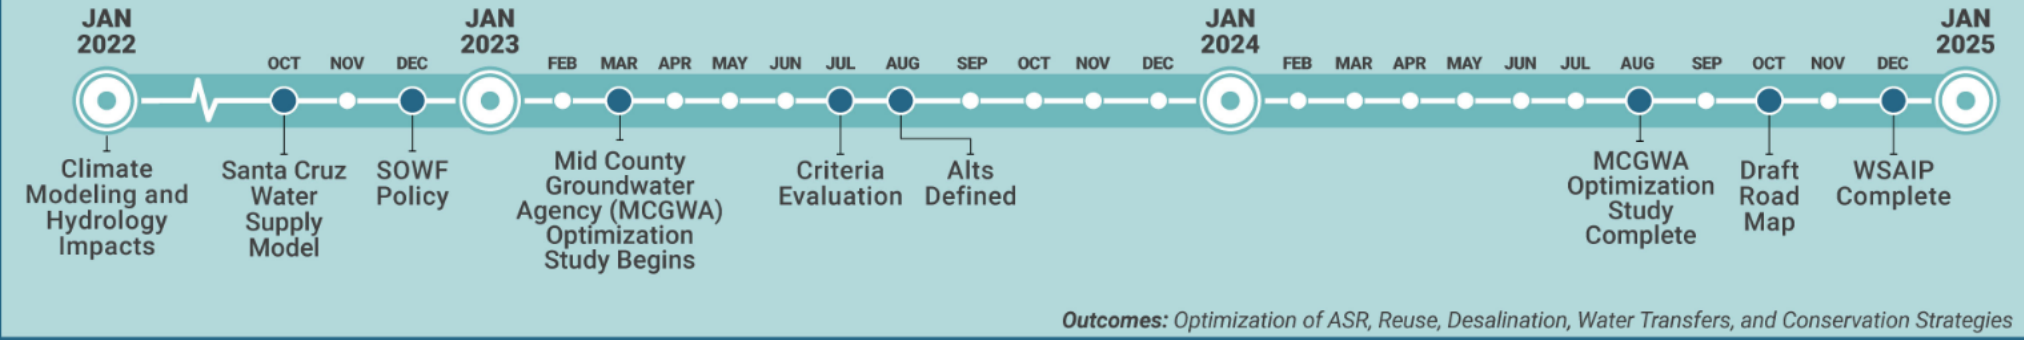 JAN
2022
OCT
NOV
DEC
JAN
2023
FEB
MAR
APR
MAY
JUN
JUL
AUG
SEP
OCT
NOV
DEC
JAN
2024
FEB
MAR
APR
MAY
JUN
JUL
AUG
SEP
OCT
NOV
DEC
JAN
2025
Climate
Modeling and
Hydrology
Impacts
Santa Cruz
Water
Supply
Model
SOWF
Policy
Mid County
Groundwater
Agency (MCGWA)
Optimization
Study Begins
Criteria
Evaluation
Alts
Defined
MCGWA
Optimization
Study
Complete
Draft
Road
Map
WSAIP
Complete
Outcomes: Optimization of ASR, Reuse, Desalination, Water Transfers, and Conservation Strategies